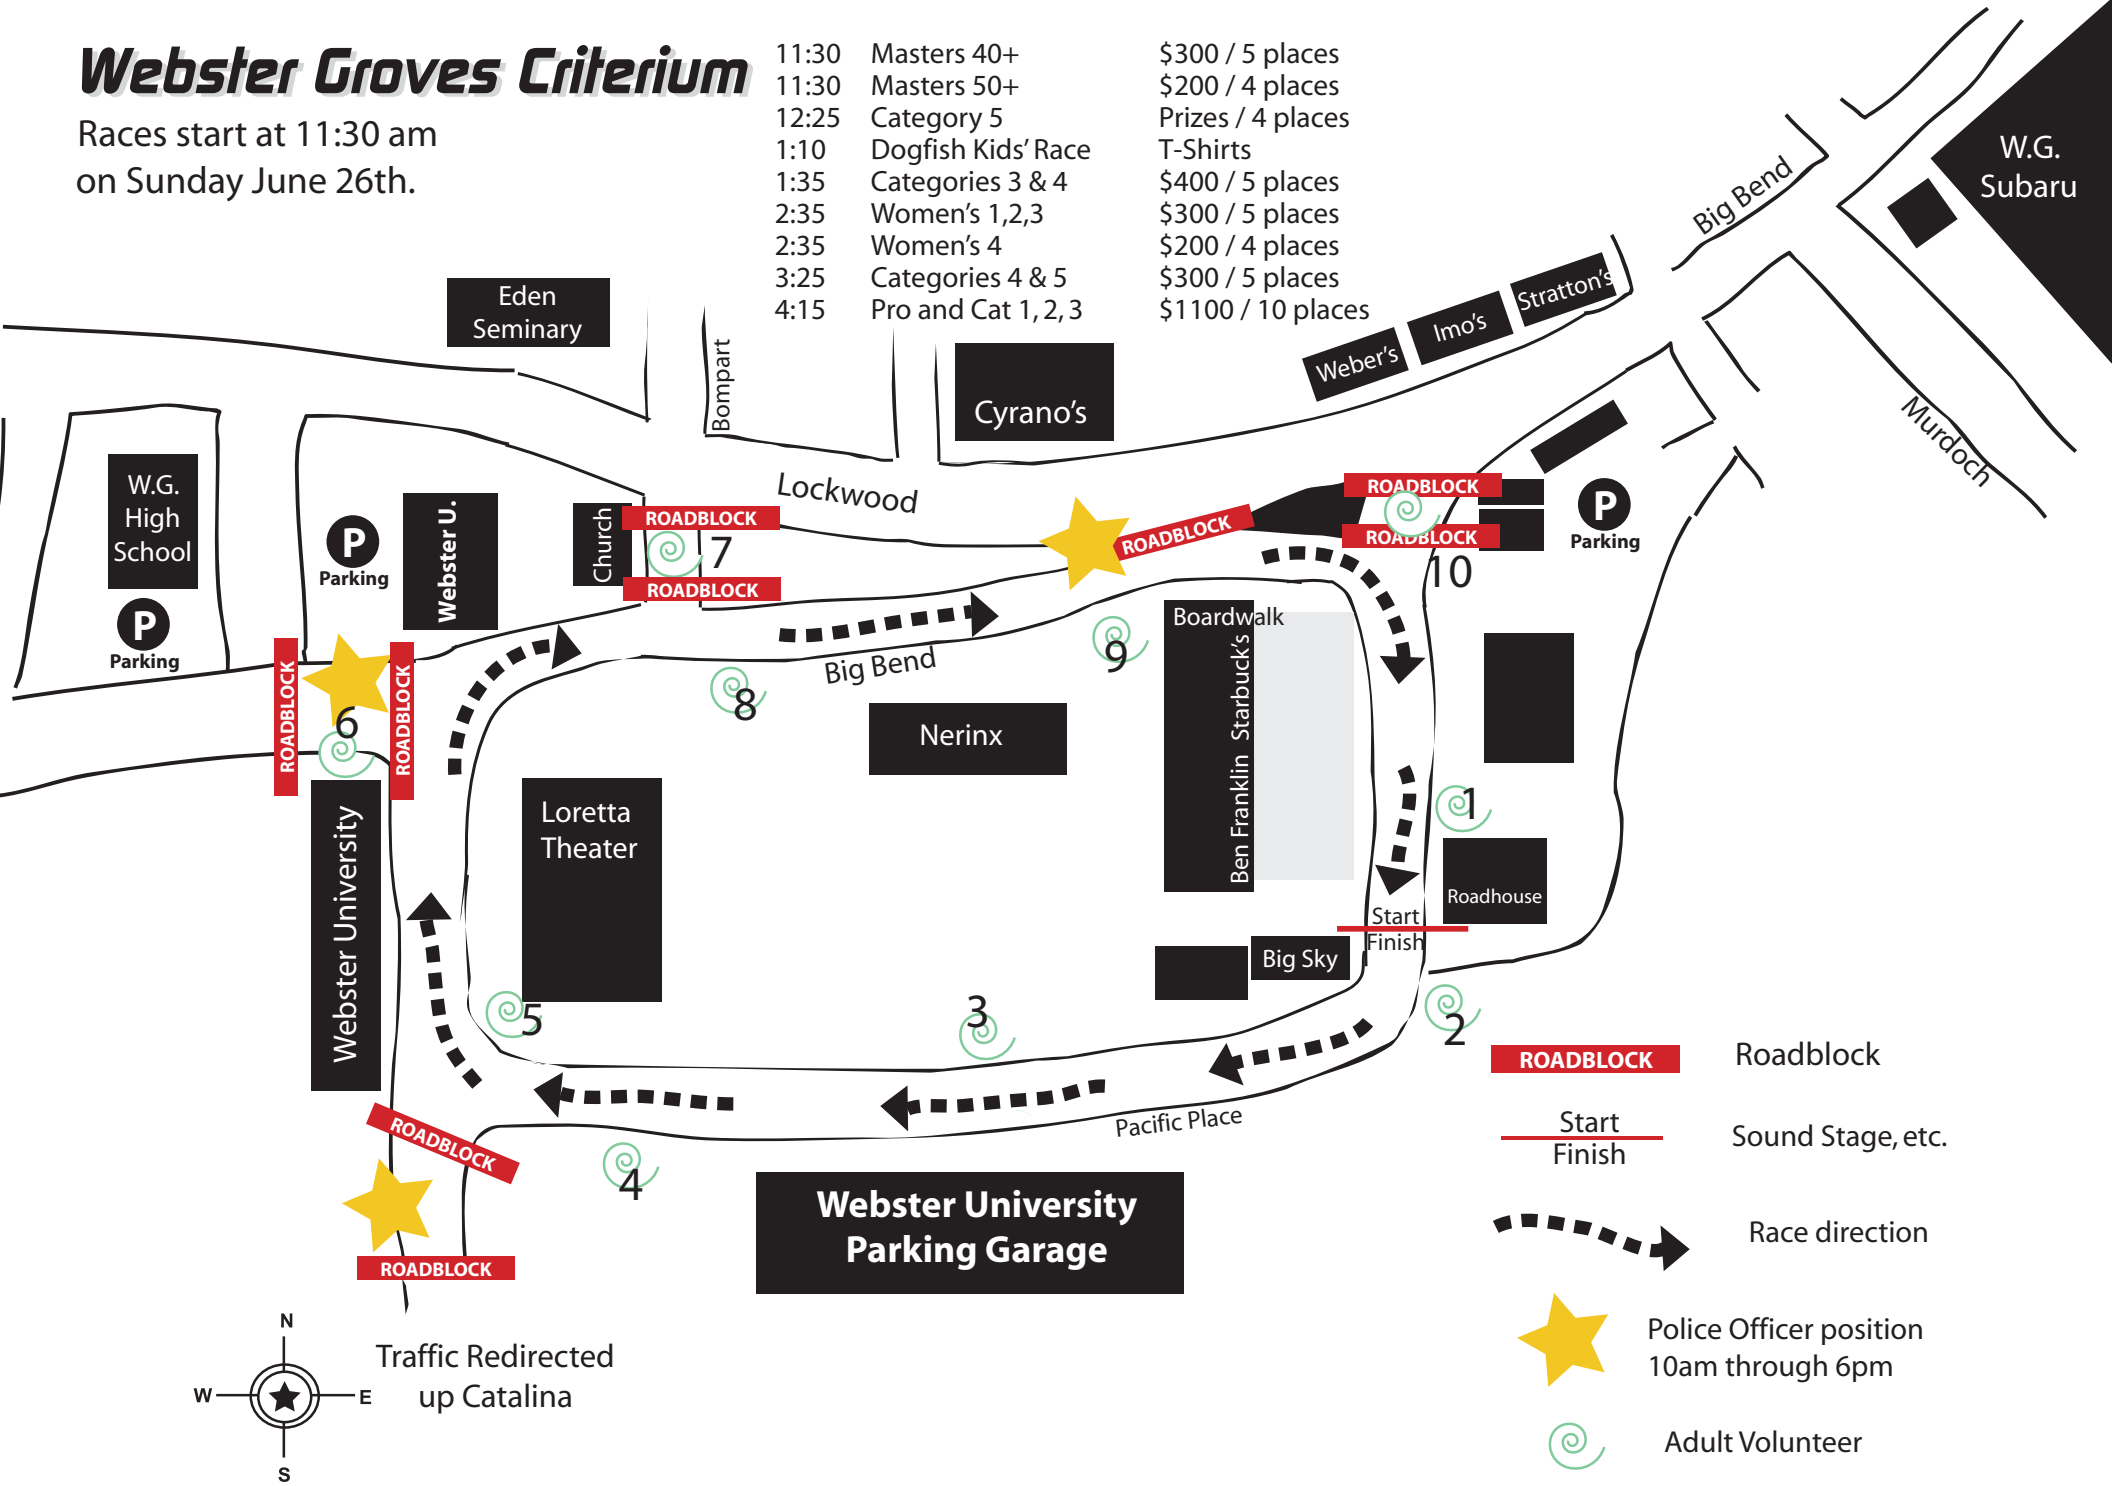 Webster Groves Criterium
Races start at 11:30 am
on Sunday June 26th.
11:30 Masters 40+ $300 / 5 places
11:30 Masters 50+ $200 / 4 places
12:25 Category 5 Prizes / 4 places
1:10 Dogfish Kids' Race T-Shirts
1:35 Categories 3 & 4 $400 / 5 places
2:35 Women's 1,2,3 $300 / 5 places
2:35 Women's 4 $200 / 4 places
3:25 Categories 4 & 5 $300 / 5 places
4:15 Pro and Cat 1, 2, 3 $1100 / 10 places
W.G.
Subaru
Big Bend
Murdoch
Eden
Seminary
Bompart
Cyrano's
Weber's
Imo's
Stratton's
Lockwood
W.G.
High
School
P
Parking
P
Parking
Webster U.
Church
ROADBLOCK
7
ROADBLOCK
ROADBLOCK
ROADBLOCK
ROADBLOCK
10
P
Parking
ROADBLOCK
ROADBLOCK
6
Big Bend
8
9
Boardwalk
Starbuck's
Ben Franklin
Nerinx
Loretta
Theater
Webster University
1
Roadhouse
Start
Finish
Big Sky
2
3
5
4
Pacific Place
ROADBLOCK
ROADBLOCK
Webster University
Parking Garage
Traffic Redirected
up Catalina
N
W
E
S
ROADBLOCK Roadblock
Start
Finish
Sound Stage, etc.
Race direction
Police Officer position
10am through 6pm
Adult Volunteer